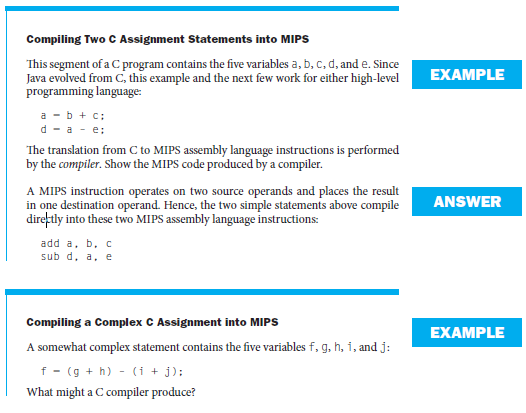 Compiling Two C Assignment Statements into MIPS
This segment of a C program contains the five variables a, b, c, d, and e. Since
Java evolved from C, this example and the next few work for either high-level
programming language:
EXAMPLE
a = b + c;
d = a - e;
The translation from C to MIPS assembly language instructions is performed
by the compiler. Show the MIPS code produced by a compiler.
A MIPS instruction operates on two source operands and places the result
in one destination operand. Hence, the two simple statements above compile
directly into these two MIPS assembly language instructions:
ANSWER
add a, b, c
sub d, a, e
Compiling a Complex C Assignment into MIPS
A somewhat complex statement contains the five variables f, g, h, i, and j:
EXAMPLE
f = (g + h) - (i + j);
What might a C compiler produce?